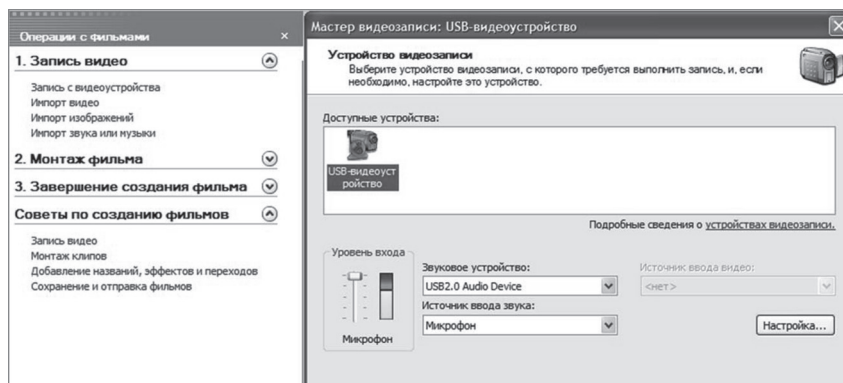 Операции с фильмами
1. Запись видео
Запись с видеоустройства
Импорт видео
Импорт изображений
Импорт звука или музыки
2. Монтаж фильма
3. Завершение создания фильма
Советы по созданию фильмов
Запись видео
Монтаж клипов
Добавление названий, эффектов и переходов
Сохранение и отправка фильмов
Мастер видеозаписи: USB-видеоустройство
Устройство видеозаписи
Выберите устройство видеозаписи, с которого требуется выполнить запись, и, если
необходимо, настройте это устройство.
Доступные устройства:
USB-видеоуст
ройство
Подробные сведения о устройствах видеозаписи.
Уровень входа
Микрофон
Звуковое устройство:
USB2.0 Audio Device
Источник ввода звука:
Микрофон
Источник ввода видео:
<нет>
Настройка...